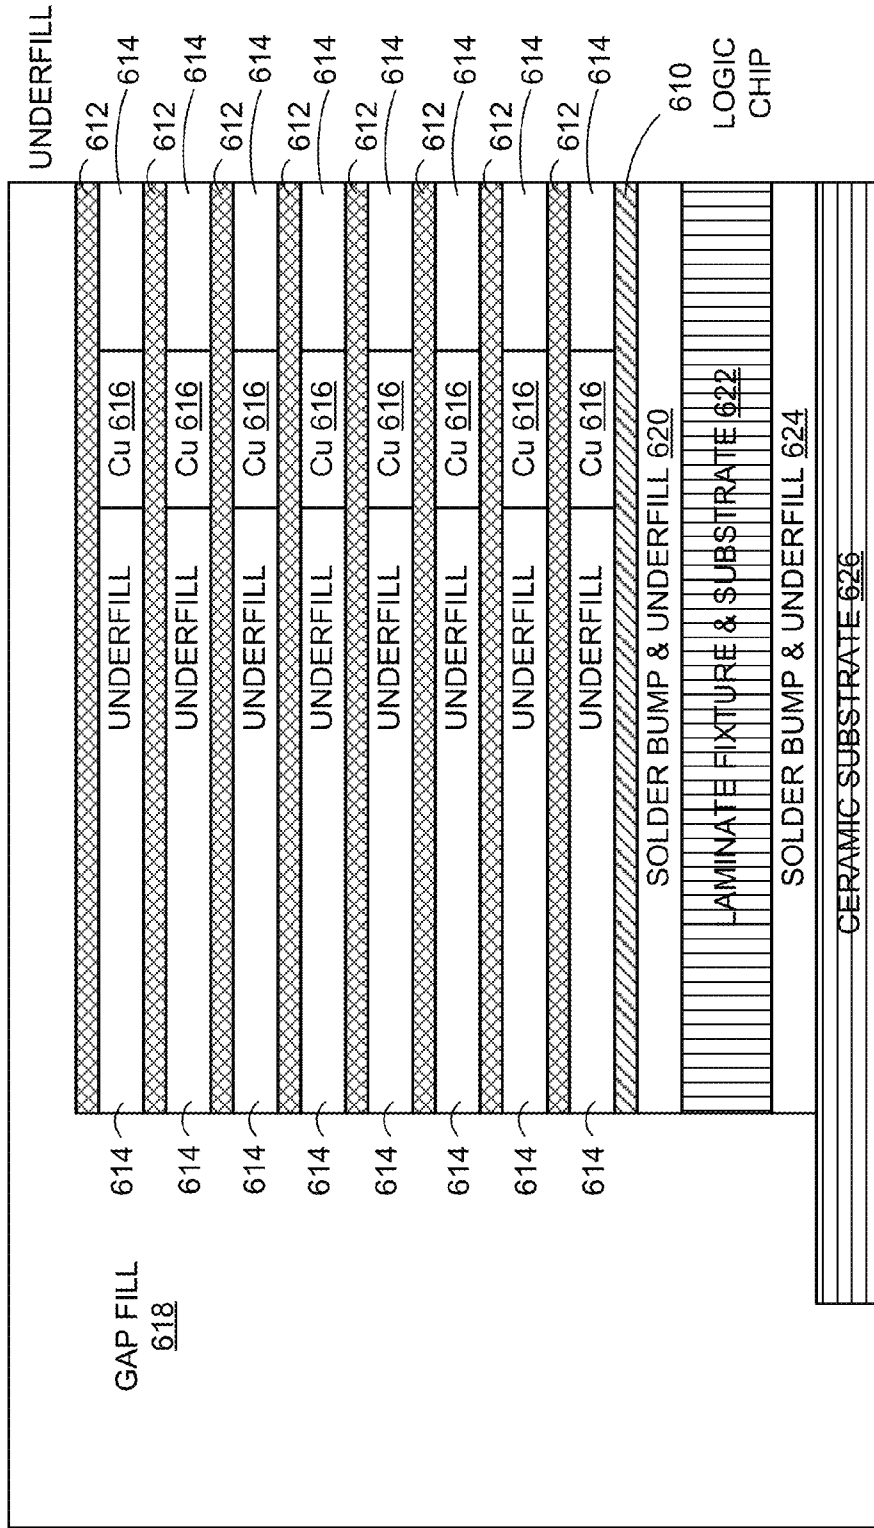 UNDERFILL
612
GAP FILL
618
614 UNDERFILL Cu 616 614
612
614 UNDERFILL Cu 616 614
612
614 UNDERFILL Cu 616 614
612
614 UNDERFILL Cu 616 614
612
614 UNDERFILL Cu 616 614
612
614 UNDERFILL Cu 616 614
612
614 UNDERFILL Cu 616 614
612
614 UNDERFILL Cu 616 614
610
LOGIC
CHIP
SOLDER BUMP & UNDERFILL 620
LAMINATE FIXTURE & SUBSTRATE 622
SOLDER BUMP & UNDERFILL 624
CERAMIC SUBSTRATE 626